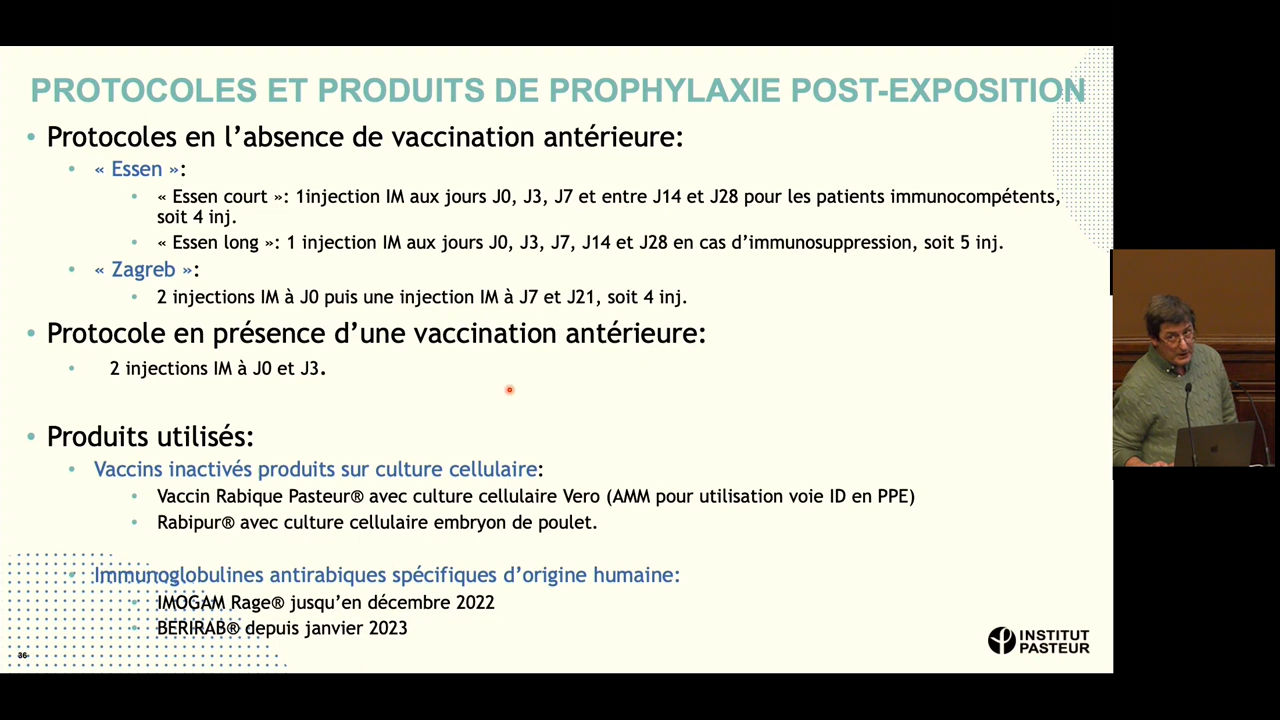 PROTOCOLES ET PRODUITS DE PROPHYLAXIE POST-EXPOSITION
• Protocoles en l’absence de vaccination antérieure:
• « Essen »:
• « Essen court »: 1injection IM aux jours J0, J3, J7 et entre J14 et J28 pour les patients immunocompétents,
soit 4 inj.
• « Essen long »: 1 injection IM aux jours J0, J3, J7, J14 et J28 en cas d’immunosuppression, soit 5 inj.
• « Zagreb »:
• 2 injections IM à J0 puis une injection IM à J7 et J21, soit 4 inj.
• Protocole en présence d’une vaccination antérieure:
• 2 injections IM à J0 et J3.
• Produits utilisés:
• Vaccins inactivés produits sur culture cellulaire:
• Vaccin Rabique Pasteur® avec culture cellulaire Vero (AMM pour utilisation voie ID en PPE)
• Rabipur® avec culture cellulaire embryon de poulet.
• Immunoglobulines antirabiques spécifiques d’origine humaine:
• IMOGAM Rage® jusqu’en décembre 2022
• BERIRAB® depuis janvier 2023
36
INSTITUT
PASTEUR